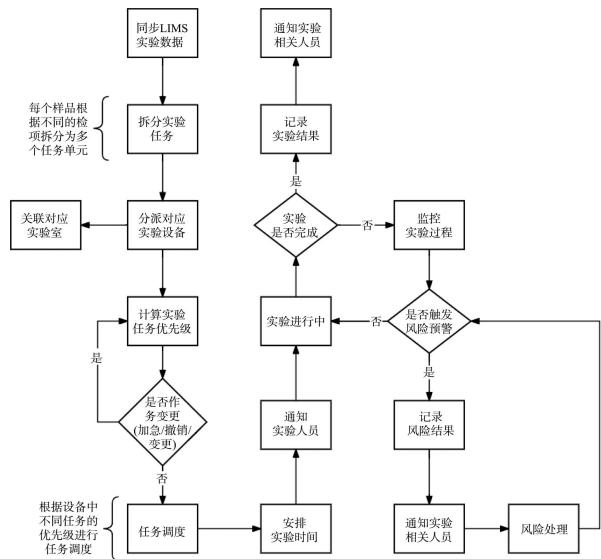 同步LIMS
实验数据
每个样品根
据不同的检
项拆分为多
个任务单元
拆分实验
任务
关联对应
实验室
分派对应
实验设备
计算实验
任务优先级
是
是否作
务变更
(加急/撤销/
变更)
否
根据设备中
不同任务的
优先级进行
任务调度
任务调度
安排
实验时间
通知
实验人员
实验进行中
实验
是否完成
是
记录
实验结果
通知实验
相关人员
否
监控
实验过程
是否触发
风险预警
否
是
记录
风险结果
通知实验
相关人员
风险处理